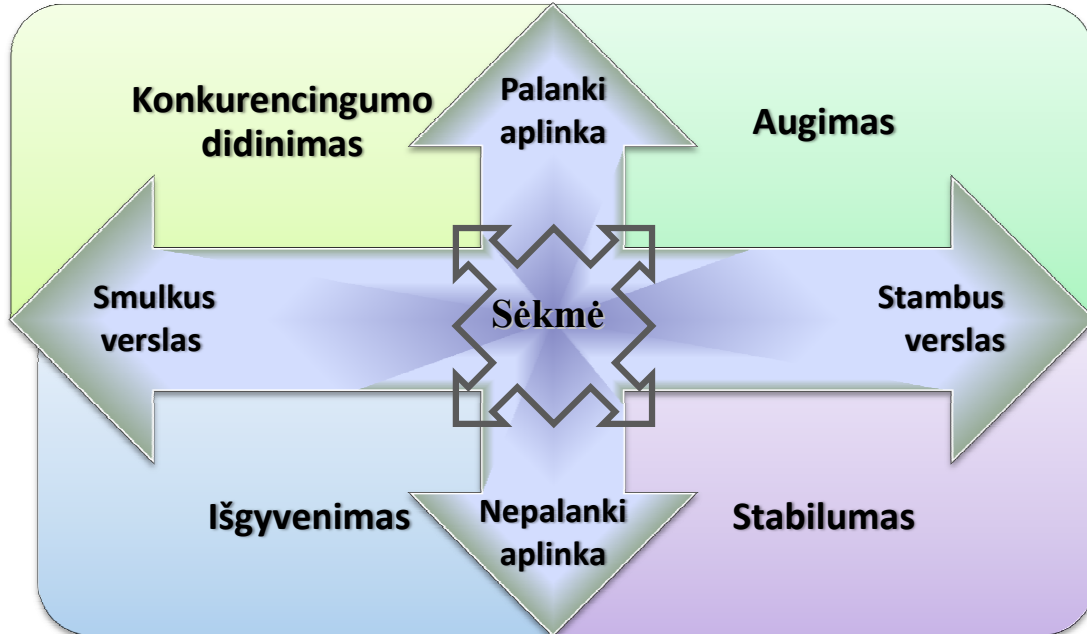 Konkurencingumo
didinimas
Palanki
aplinka
Augimas
Smulkus
verslas
Sėkmė
Stambus
verslas
Išgyvenimas
Nepalanki
aplinka
Stabilumas